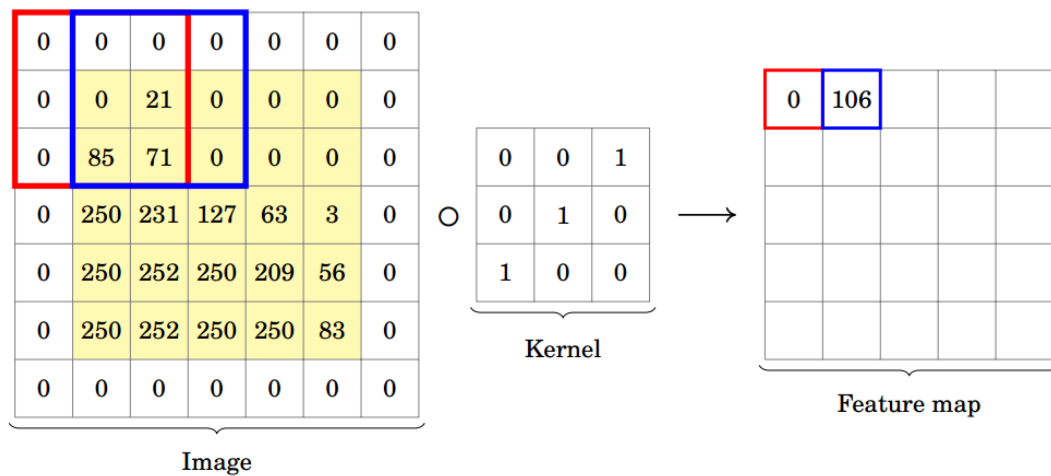 0 0 0 0 0 0 0
0 0 21 0 0 0 0
0 85 71 0 0 0 0
0 250 231 127 63 3 0
0 250 252 250 209 56 0
0 250 252 250 250 83 0
0 0 0 0 0 0 0
Image
0 0 1
0 1 0
1 0 0
Kernel
0 106
Feature map